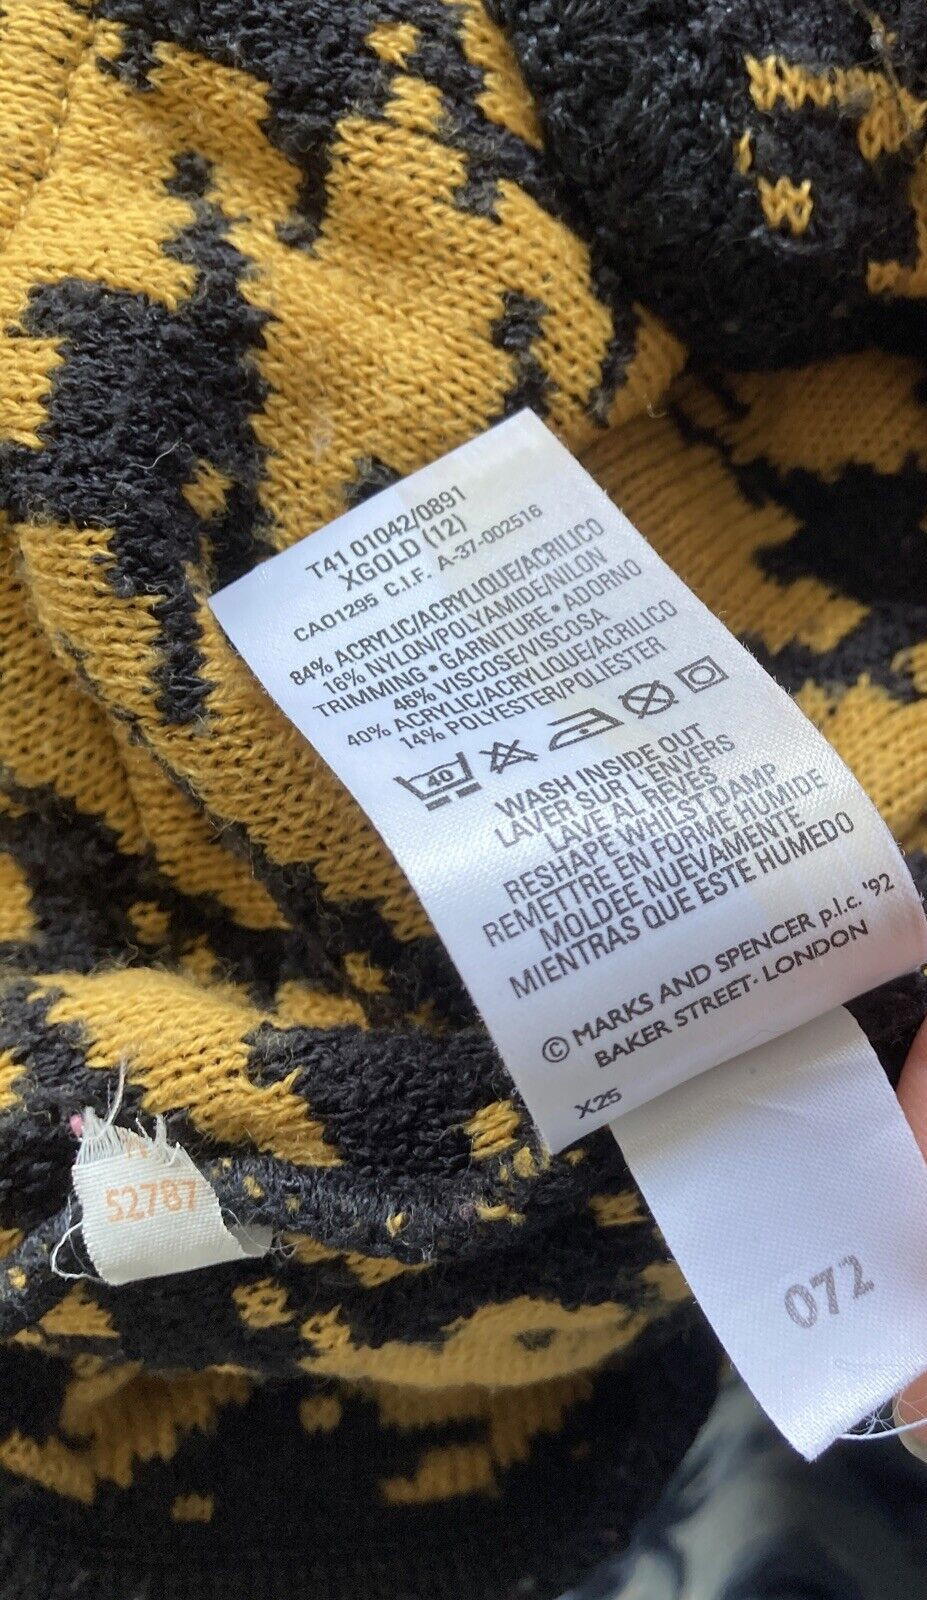 T41 01042/0891
XGOLD (12)
CA01295 C.I.F. A-37-002516
84% ACRYLIC/ACRYLIQUE/ACRILICO
16% NYLON/POLYAMIDE/NILON
TRIMMING • GARNITURE • ADORNO
46% VISCOSE/VISCOSA
40% ACRYLIC/ACRYLIQUE/ACRILICO
14% POLYESTER/POLIESTER
40
WASH INSIDE OUT
LAVER SUR L'ENVERS
LAVE AL REVES
RESHAPE WHILST DAMP
REMETTRE EN FORME HUMIDE
MOLDEE NUEVAMENTE
MIENTRAS QUE ESTE HUMEDO
© MARKS AND SPENCER p.l.c. '92
BAKER STREET· LONDON
X25
52787
072